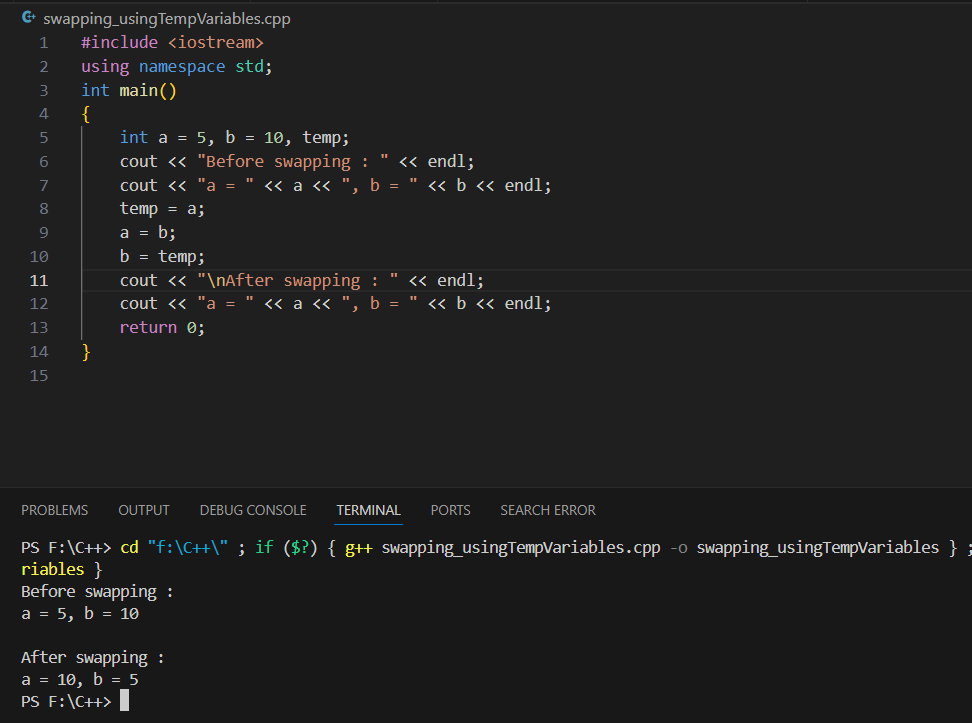 swapping_usingTempVariables.cpp
1 #include <iostream>
2 using namespace std;
3 int main()
4 {
5     int a = 5, b = 10, temp;
6     cout << "Before swapping : " << endl;
7     cout << "a = " << a << ", b = " << b << endl;
8     temp = a;
9     a = b;
10     b = temp;
11     cout << "\nAfter swapping : " << endl;
12     cout << "a = " << a << ", b = " << b << endl;
13     return 0;
14 }
15
PROBLEMS OUTPUT DEBUG CONSOLE TERMINAL PORTS SEARCH ERROR
PS F:\C++> cd "f:\C++\" ; if ($?) { g++ swapping_usingTempVariables.cpp -o swapping_usingTempVariables } ;
riables }
Before swapping :
a = 5, b = 10

After swapping :
a = 10, b = 5
PS F:\C++>